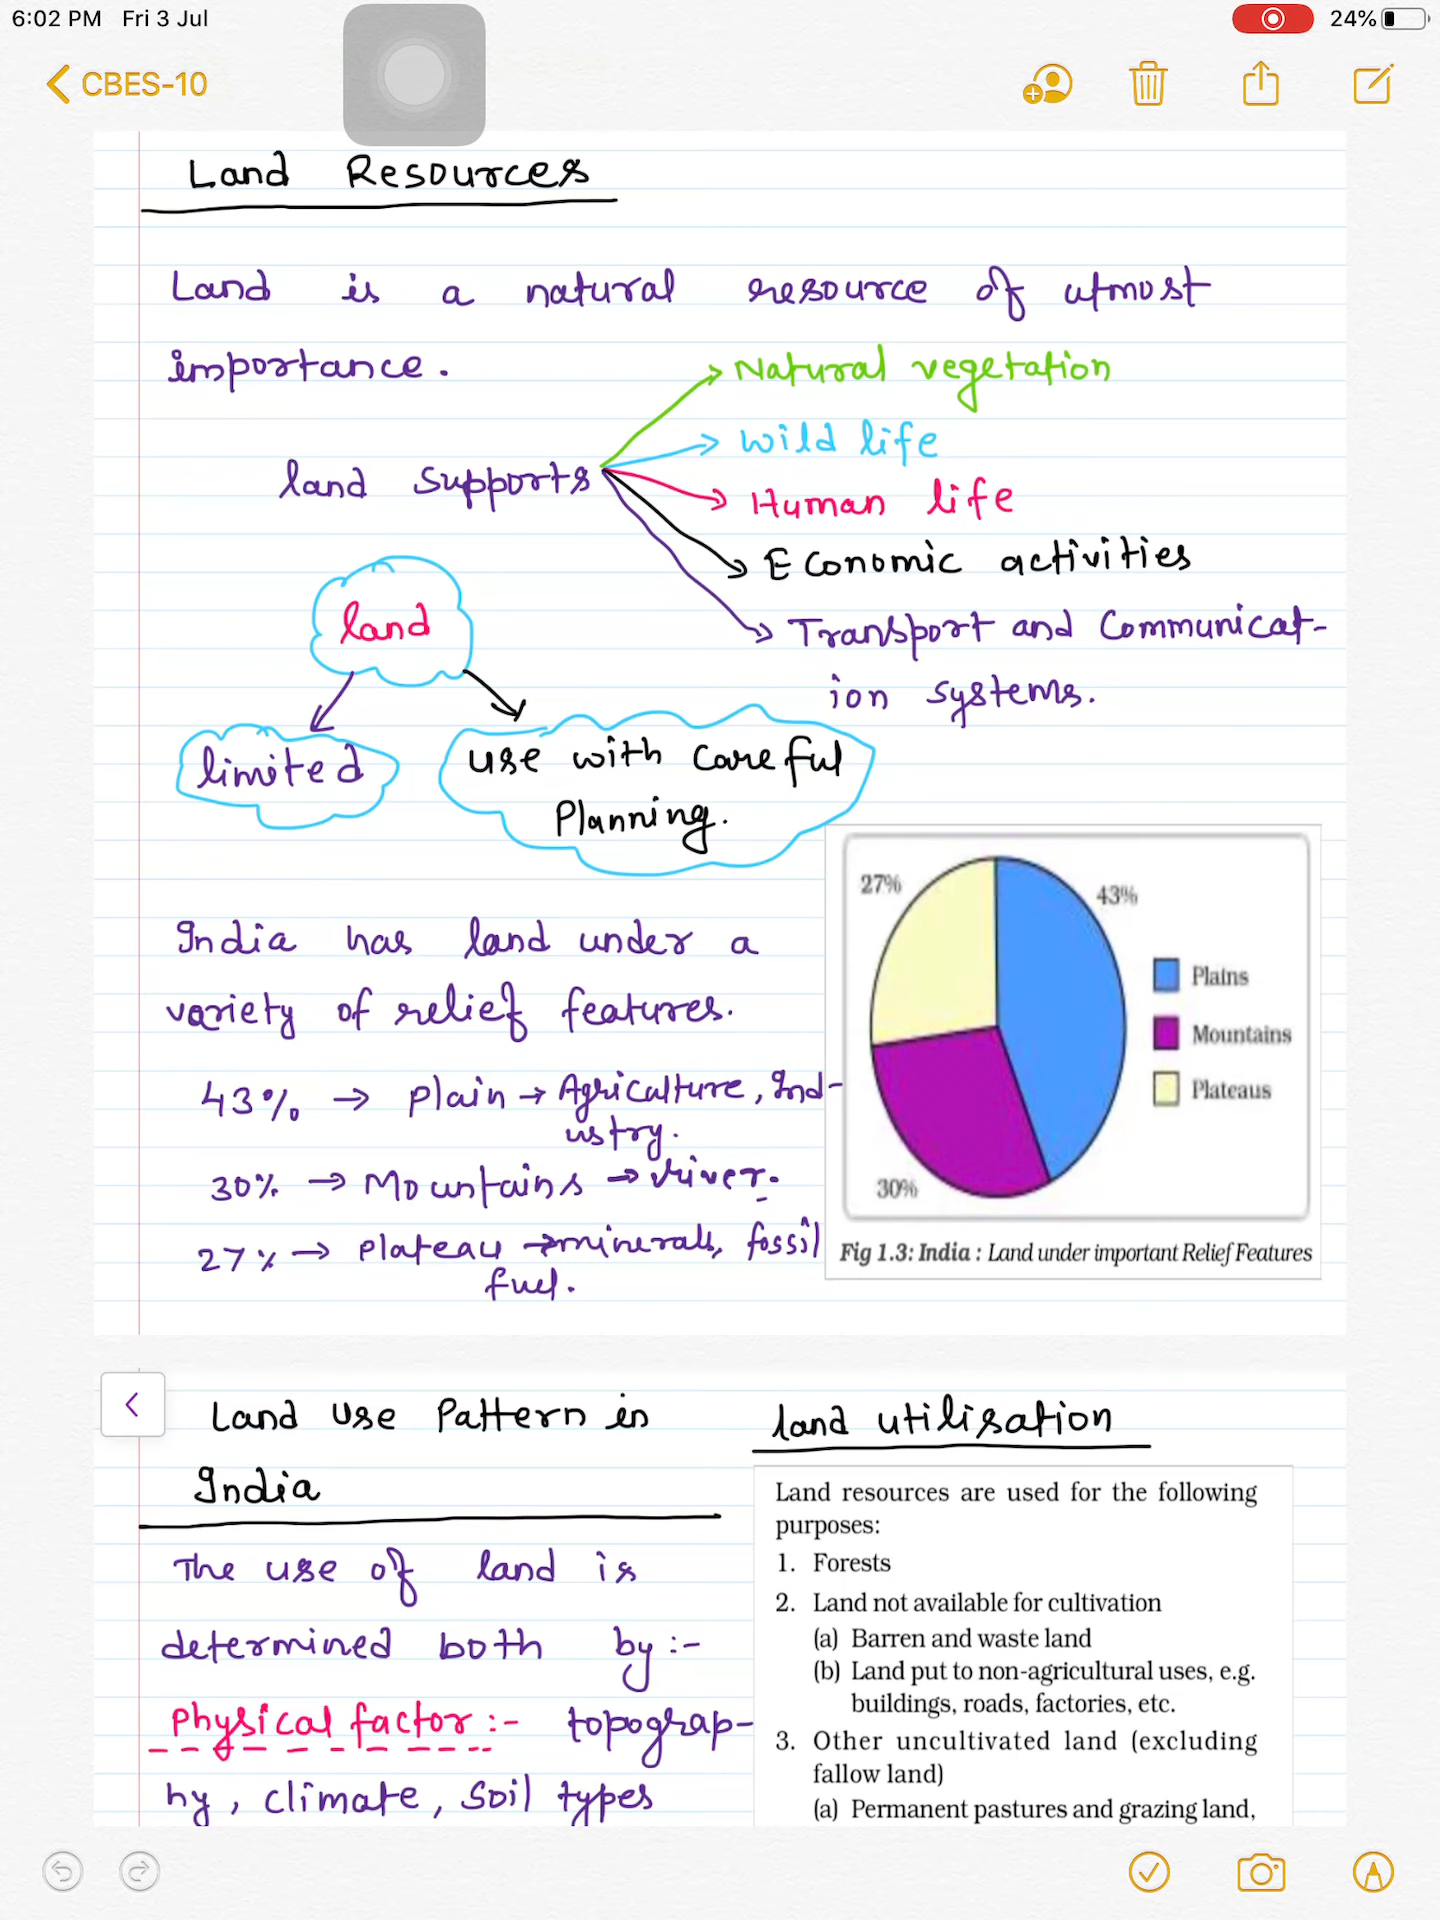 6:02 PM Fri 3 Jul
24%
CBES-10
Land Resources
Land is a natural resource of utmost
importance.
land supports
Natural vegetation
Wild life
Human life
Economic activities
Transport and Communicat-
ion systems.
land
limited
use with careful
Planning.
India has land under a
variety of relief features.
43% → Plain → Agriculture, Ind-
ustry.
30% → Mountains → river.
27% → Plateau → minerals, fossil
fuel.
27%
43%
30%
Plains
Mountains
Plateaus
Fig 1.3: India : Land under important Relief Features
Land Use Pattern in
India
The use of land is
determined both by :-
Physical factor :- topograp-
hy, climate, Soil types
land utilisation
Land resources are used for the following
purposes:
1. Forests
2. Land not available for cultivation
(a) Barren and waste land
(b) Land put to non-agricultural uses, e.g.
buildings, roads, factories, etc.
3. Other uncultivated land (excluding
fallow land)
(a) Permanent pastures and grazing land,